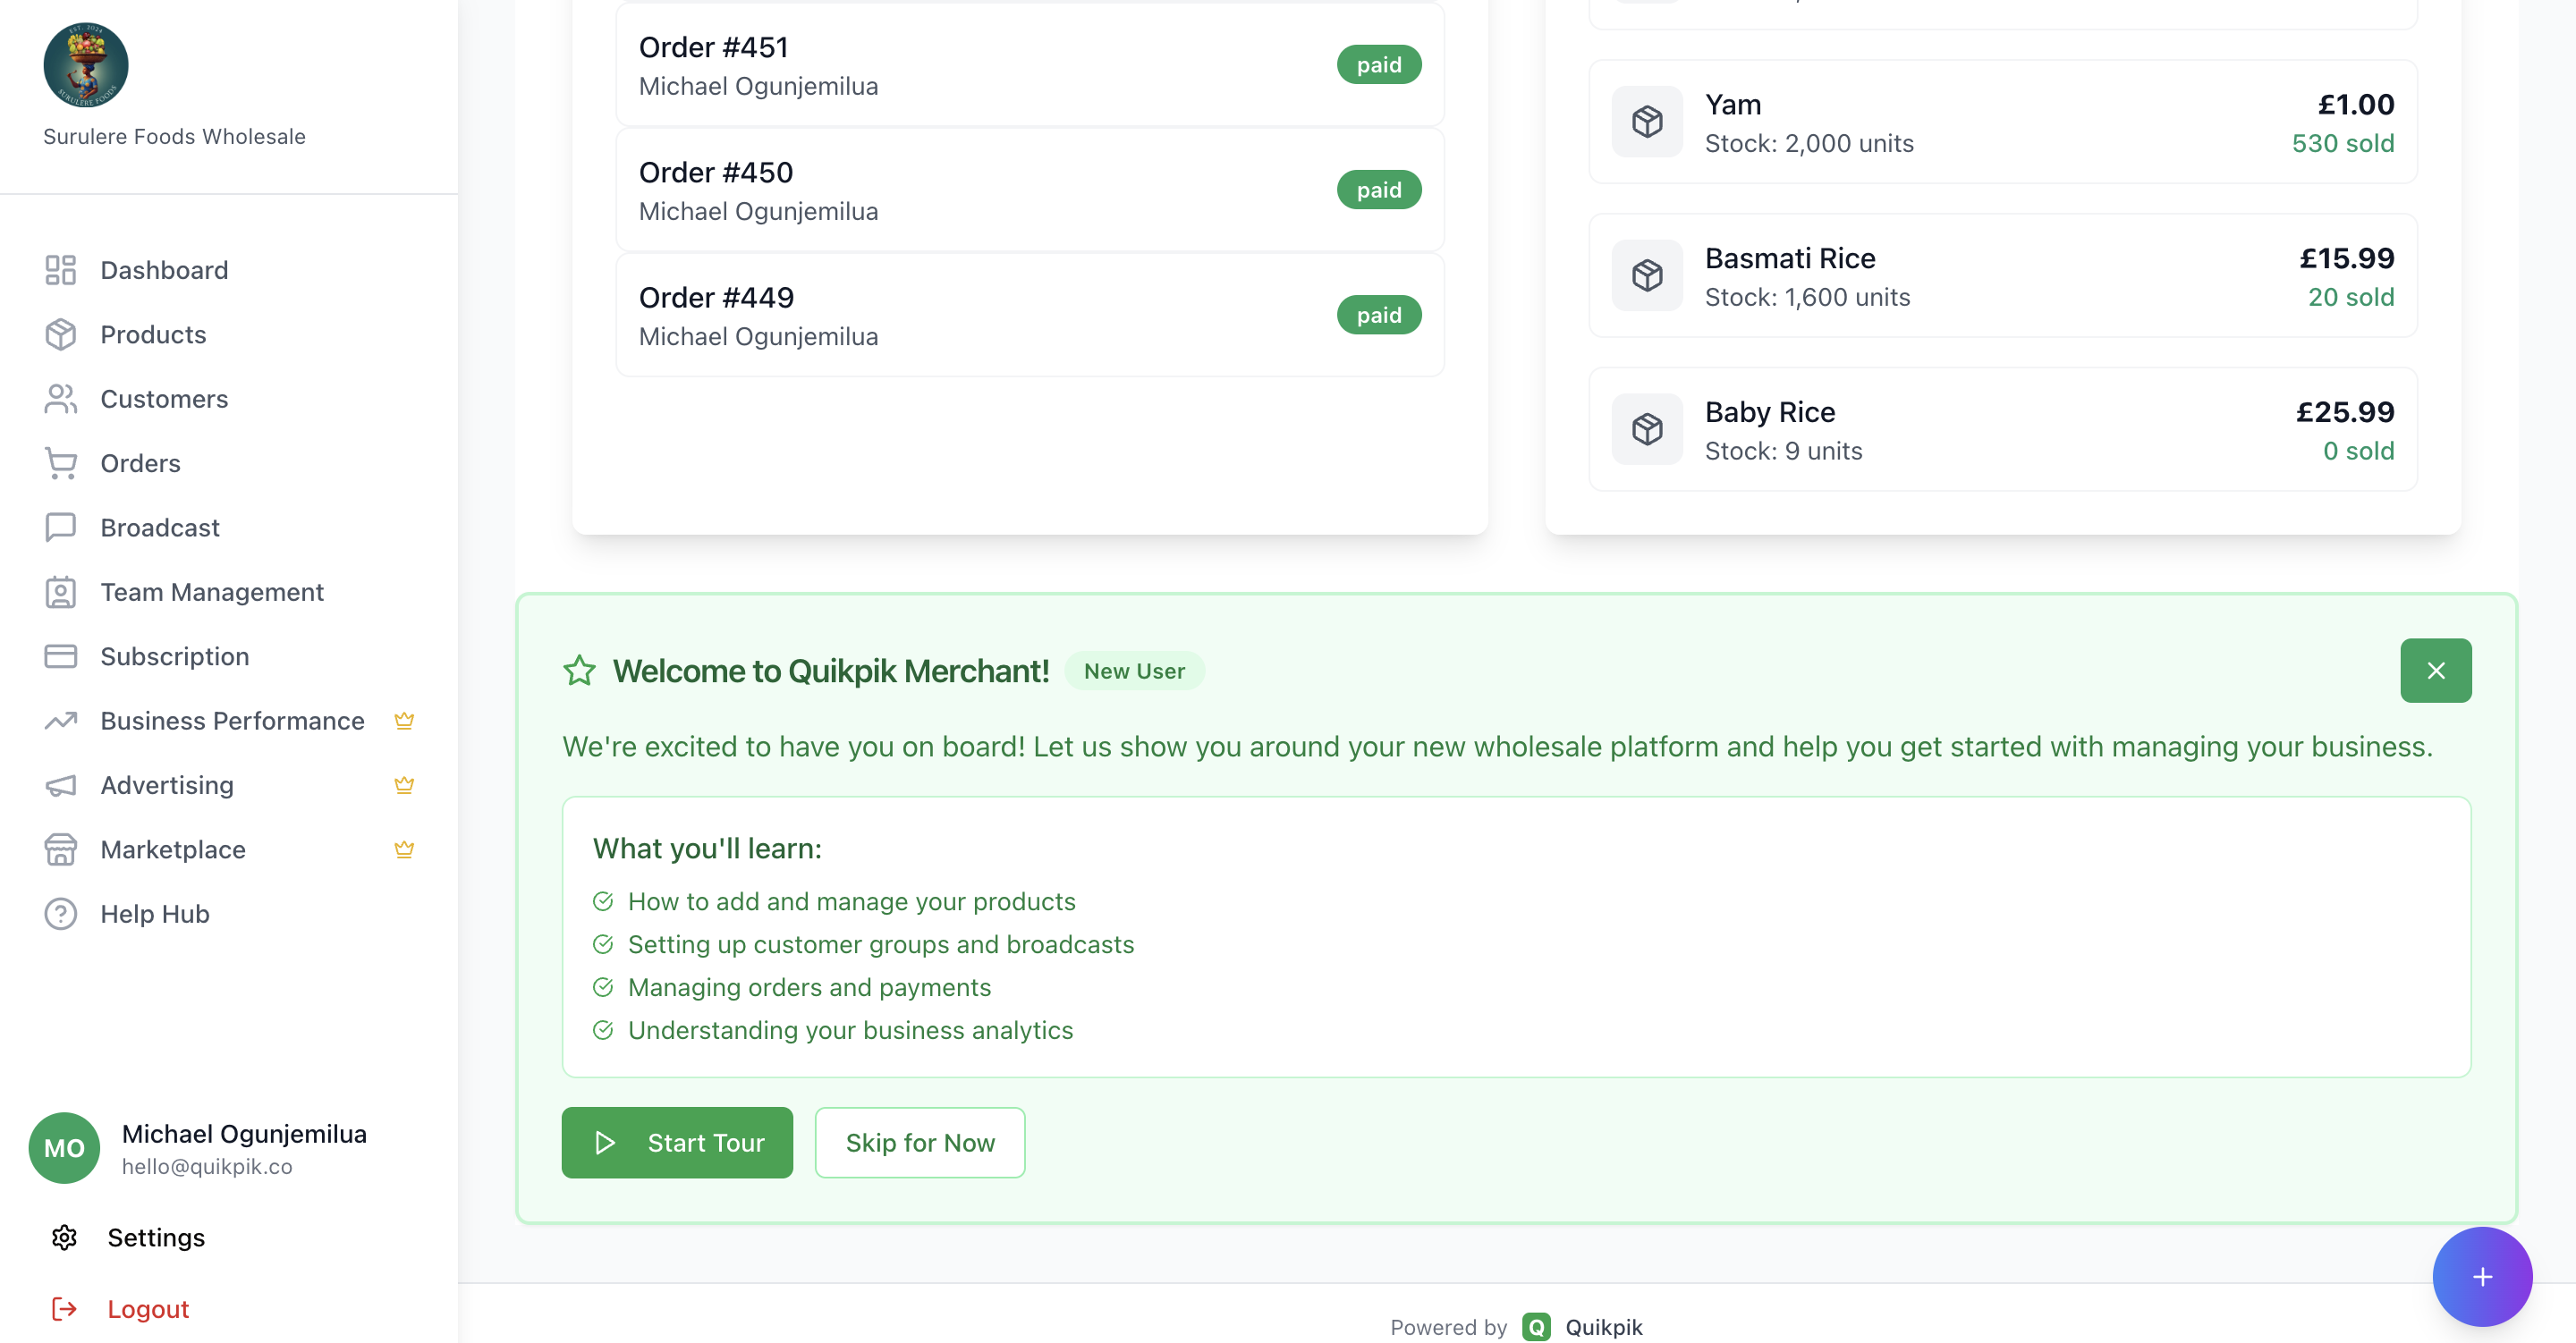 EST. 2024
SURULERE FOODS
Surulere Foods Wholesale
Dashboard
Products
Customers
Orders
Broadcast
Team Management
Subscription
Business Performance
Advertising
Marketplace
Help Hub
MO
Michael Ogunjemilua
hello@quikpik.co
Settings
Logout
Order #451
Michael Ogunjemilua
paid
Order #450
Michael Ogunjemilua
paid
Order #449
Michael Ogunjemilua
paid
Yam
£1.00
Stock: 2,000 units
530 sold
Basmati Rice
£15.99
Stock: 1,600 units
20 sold
Baby Rice
£25.99
Stock: 9 units
0 sold
Welcome to Quikpik Merchant!
New User
We're excited to have you on board! Let us show you around your new wholesale platform and help you get started with managing your business.
What you'll learn:
How to add and manage your products
Setting up customer groups and broadcasts
Managing orders and payments
Understanding your business analytics
Start Tour
Skip for Now
Powered by Q Quikpik